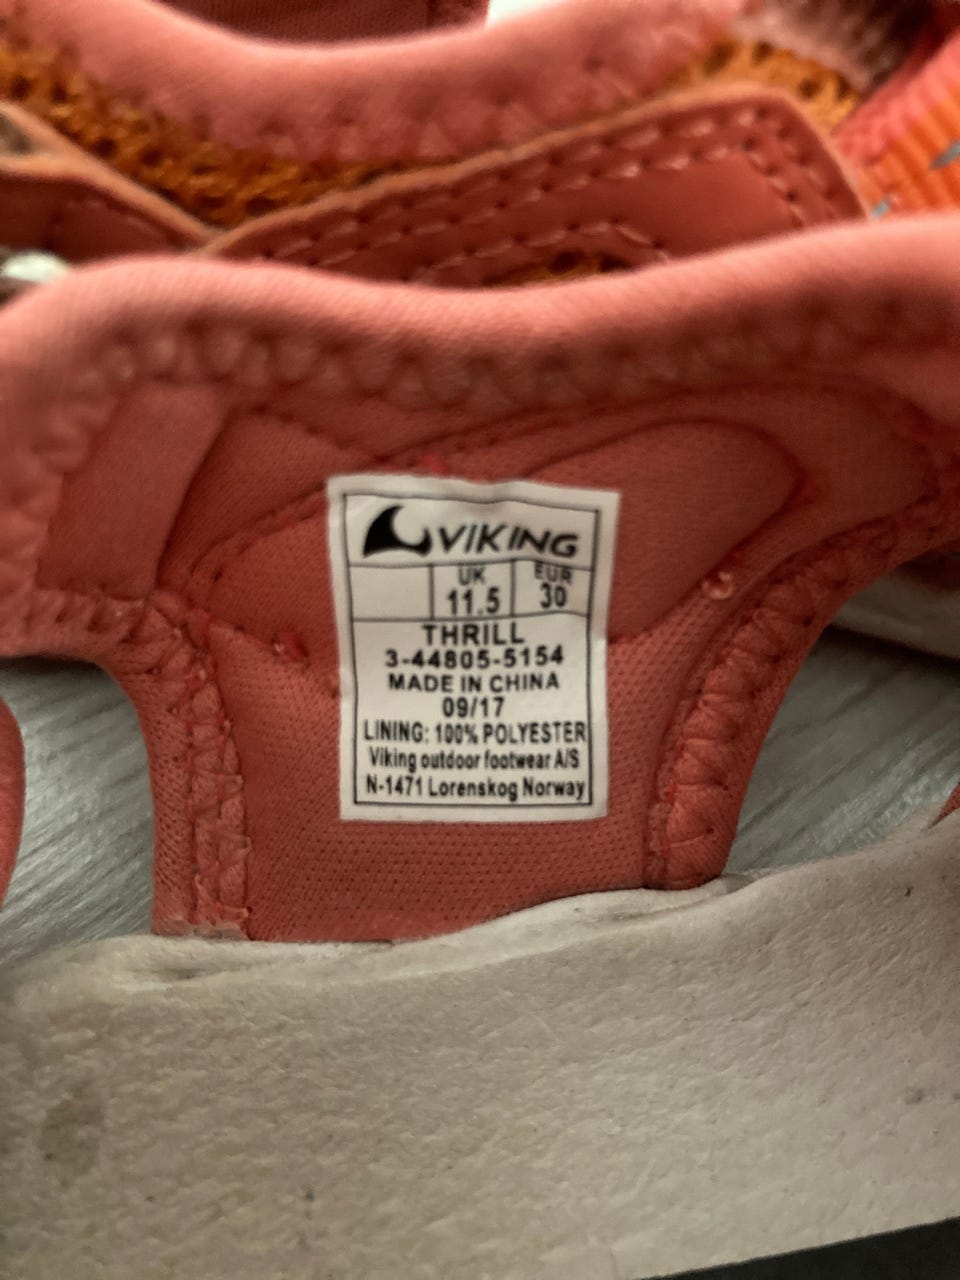 VIKING
UK EUR
11.5 30
THRILL
3-44805-5154
MADE IN CHINA
09/17
LINING: 100% POLYESTER
Viking outdoor footwear A/S
N-1471 Lorenskog Norway